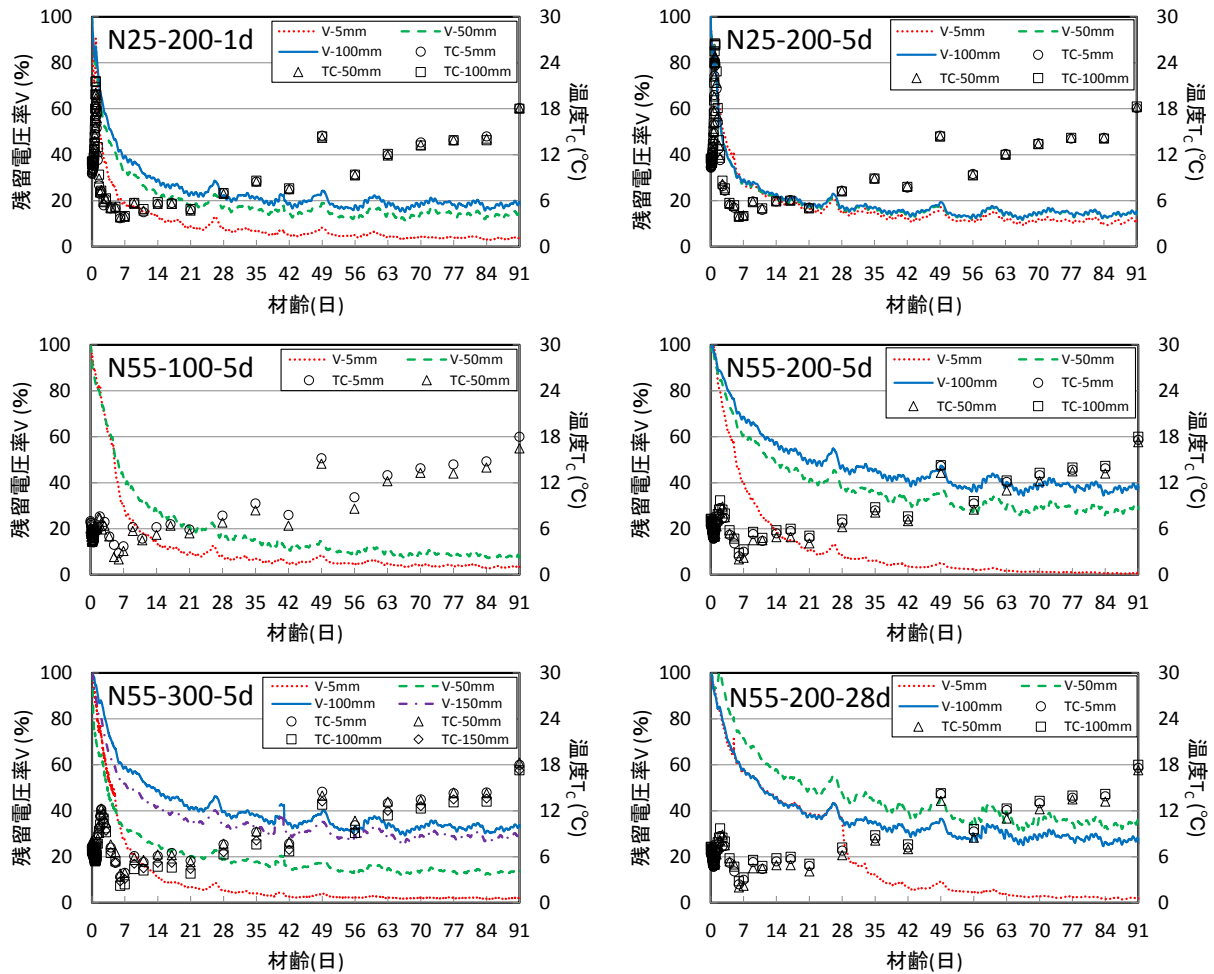 N25-200-1d
V-5mm V-50mm
V-100mm TC-5mm
TC-50mm TC-100mm
100 80 60 40 20 0
残留電圧率V (%)
30 24 18 12 6 0
温度TC (℃)
0 7 14 21 28 35 42 49 56 63 70 77 84 91
材齢(日)
N25-200-5d
V-5mm V-50mm
V-100mm TC-5mm
TC-50mm TC-100mm
100 80 60 40 20 0
残留電圧率V (%)
30 24 18 12 6 0
温度TC (℃)
0 7 14 21 28 35 42 49 56 63 70 77 84 91
材齢(日)
N55-100-5d
V-5mm V-50mm
TC-5mm TC-50mm
100 80 60 40 20 0
残留電圧率V (%)
30 24 18 12 6 0
温度TC (℃)
0 7 14 21 28 35 42 49 56 63 70 77 84 91
材齢(日)
N55-200-5d
V-5mm V-50mm
V-100mm TC-5mm
TC-50mm TC-100mm
100 80 60 40 20 0
残留電圧率V (%)
30 24 18 12 6 0
温度TC (℃)
0 7 14 21 28 35 42 49 56 63 70 77 84 91
材齢(日)
N55-300-5d
V-5mm V-50mm
V-100mm V-150mm
TC-5mm TC-50mm
TC-100mm TC-150mm
100 80 60 40 20 0
残留電圧率V (%)
30 24 18 12 6 0
温度TC (℃)
0 7 14 21 28 35 42 49 56 63 70 77 84 91
材齢(日)
N55-200-28d
V-5mm V-50mm
V-100mm TC-5mm
TC-50mm TC-100mm
100 80 60 40 20 0
残留電圧率V (%)
30 24 18 12 6 0
温度TC (℃)
0 7 14 21 28 35 42 49 56 63 70 77 84 91
材齢(日)